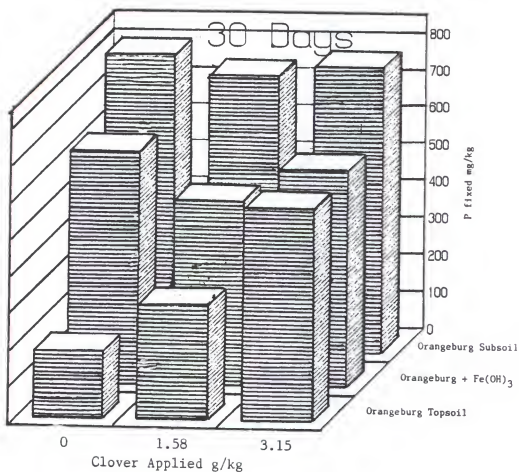 30 Days
800
700
600
500
400
300
200
100
0
P fixed mg/kg
Orangeburg Subsoil
Orangeburg + Fe(OH)3
Orangeburg Topsoil
0 1.58 3.15
Clover Applied g/kg